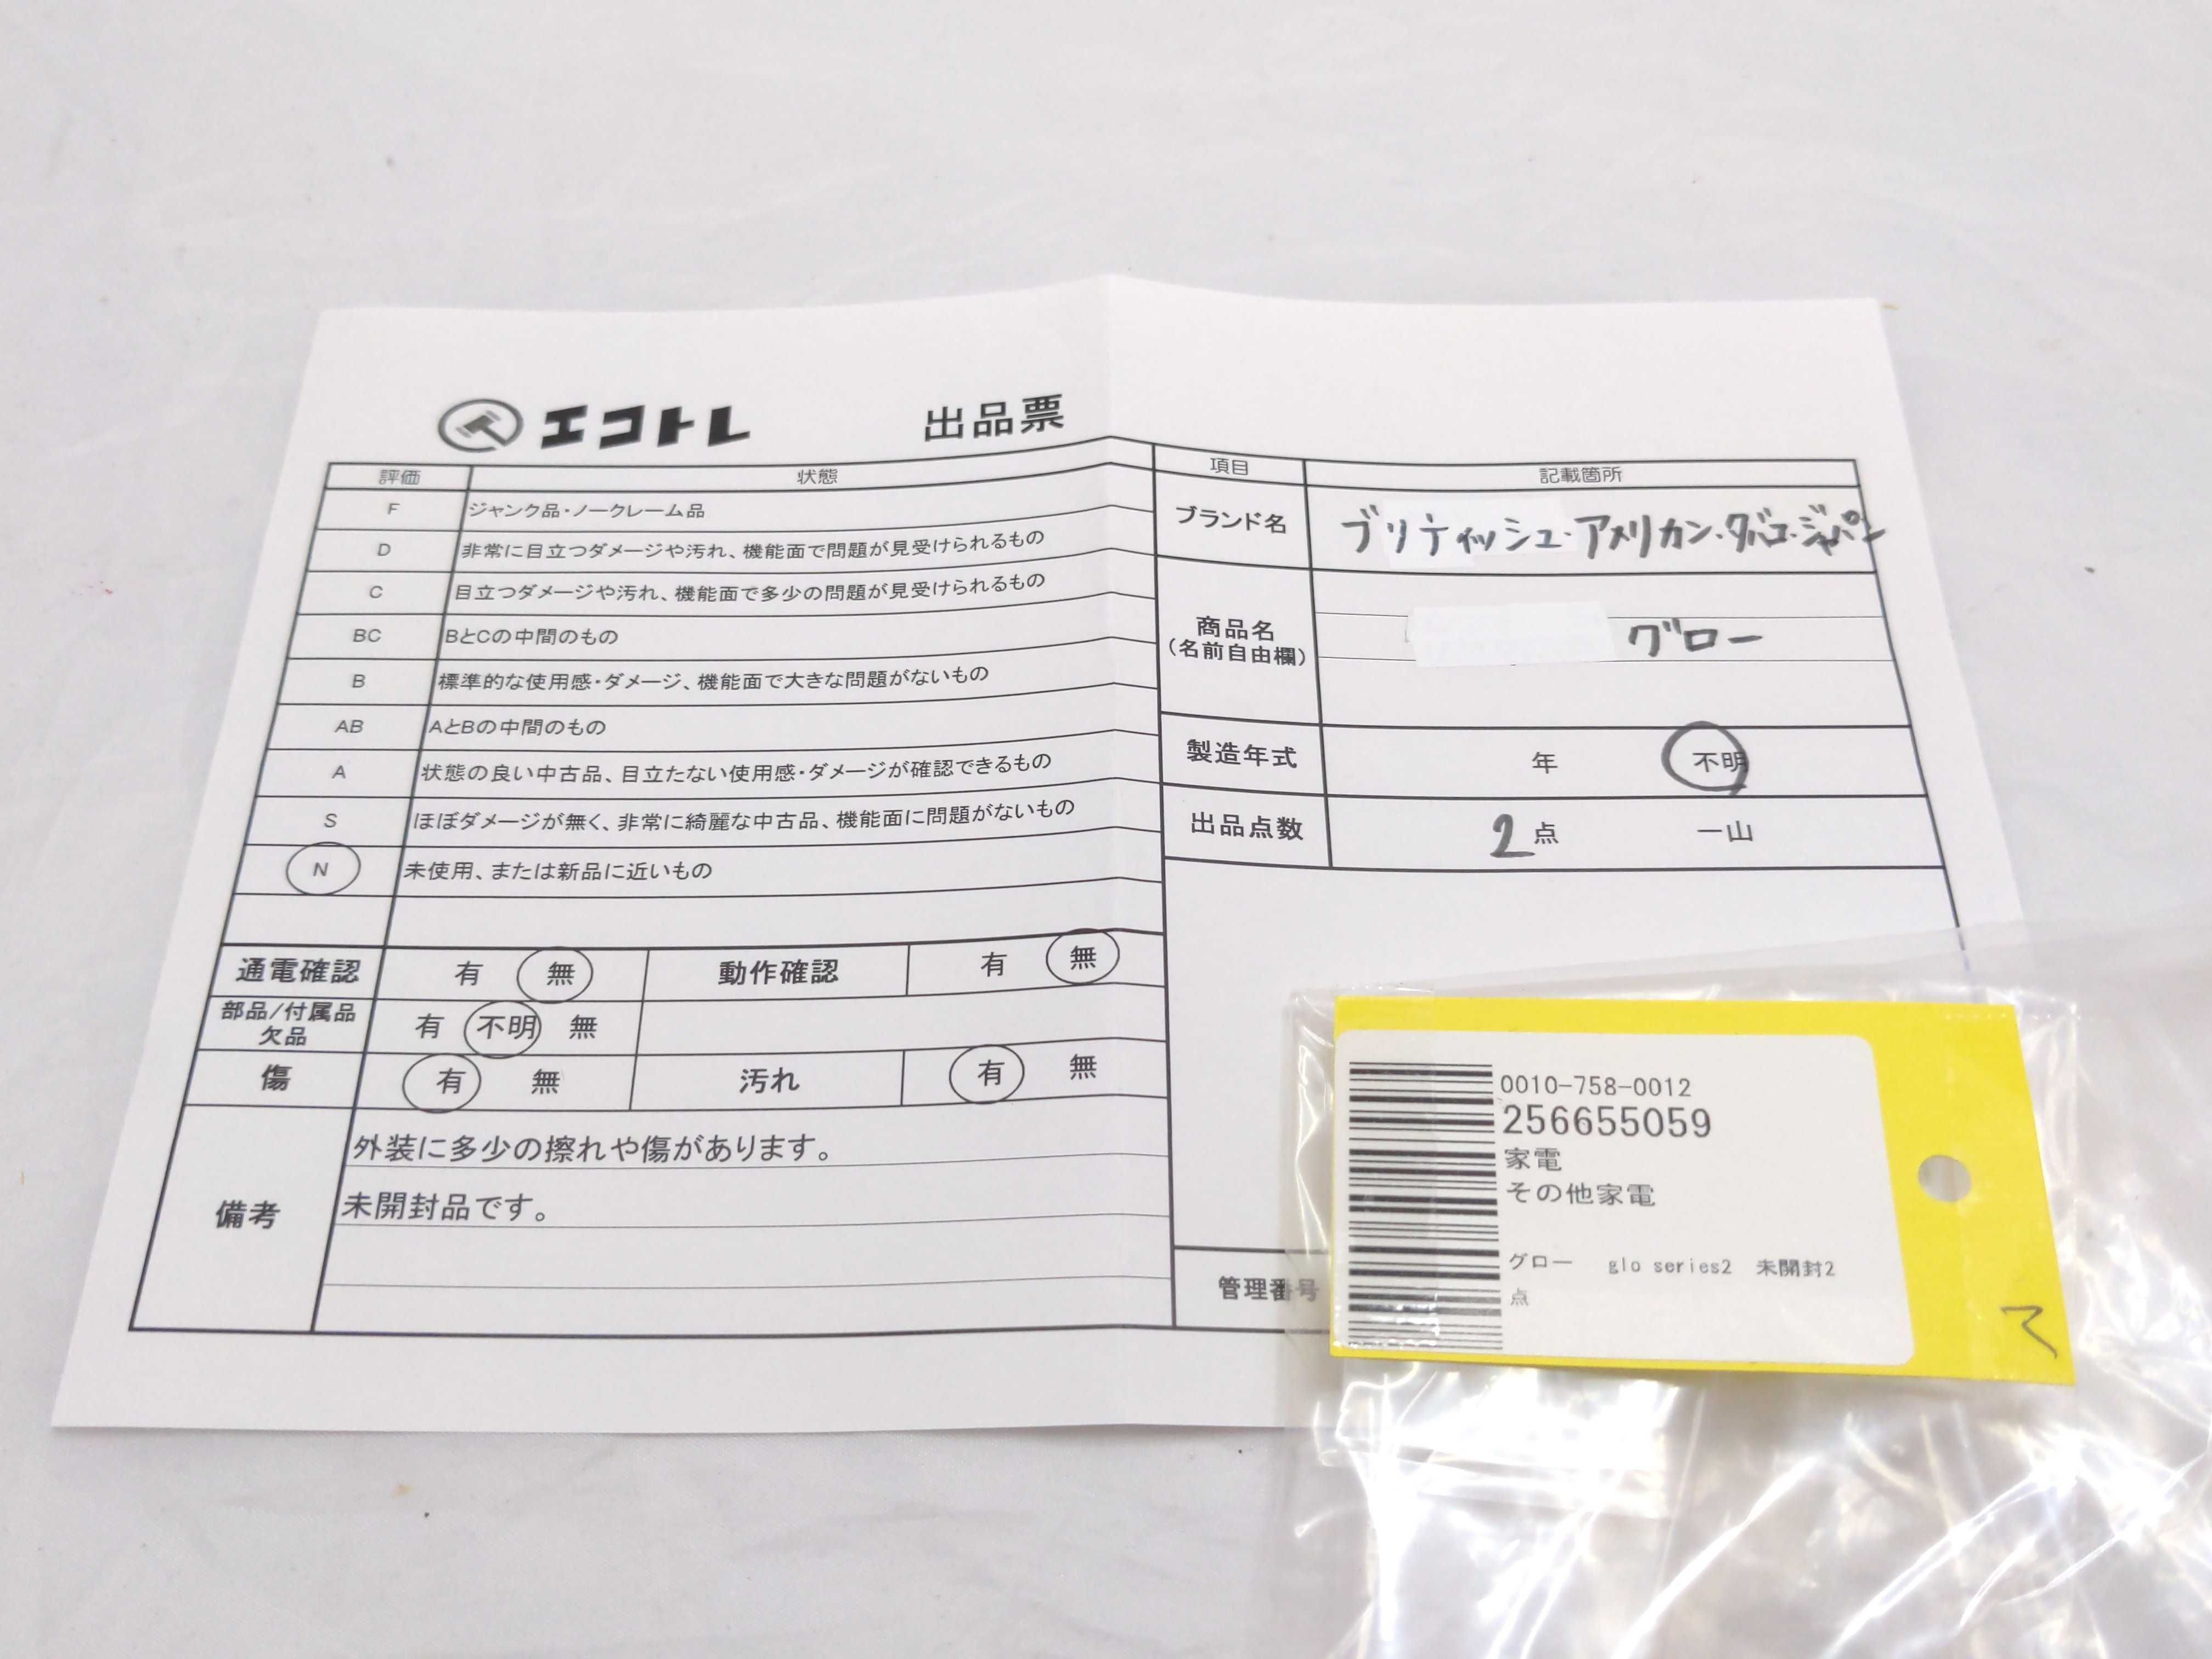 エコトレ 出品票
評価 状態
F ジャンク品・ノークレーム品
D 非常に目立つダメージや汚れ、機能面で問題が見受けられるもの
C 目立つダメージや汚れ、機能面で多少の問題が見受けられるもの
BC BとCの中間のもの
B 標準的な使用感・ダメージ、機能面で大きな問題がないもの
AB AとBの中間のもの
A 状態の良い中古品、目立たない使用感・ダメージが確認できるもの
S ほぼダメージが無く、非常に綺麗な中古品、機能面に問題がないもの
N 未使用、または新品に近いもの
通電確認 有 無 動作確認 有 無
部品/付属品
欠品 有 不明 無
傷 有 無 汚れ 有 無
備考
外装に多少の擦れや傷があります。
未開封品です。
項目 記載箇所
ブランド名 ブリティッシュ・アメリカン・タバコ・ジャパン
商品名
(名前自由欄) グロー
製造年式 年 不明
出品点数 2点 一山
管理番号
0010-758-0012
256655059
家電
その他家電
グロー glo series2 未開封2
点